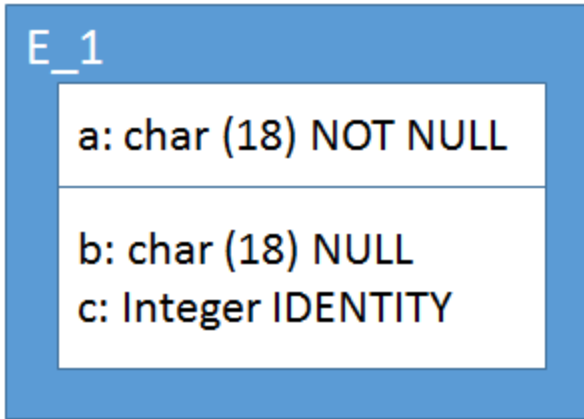 E_1
a: char (18) NOT NULL
b: char (18) NULL
c: Integer IDENTITY